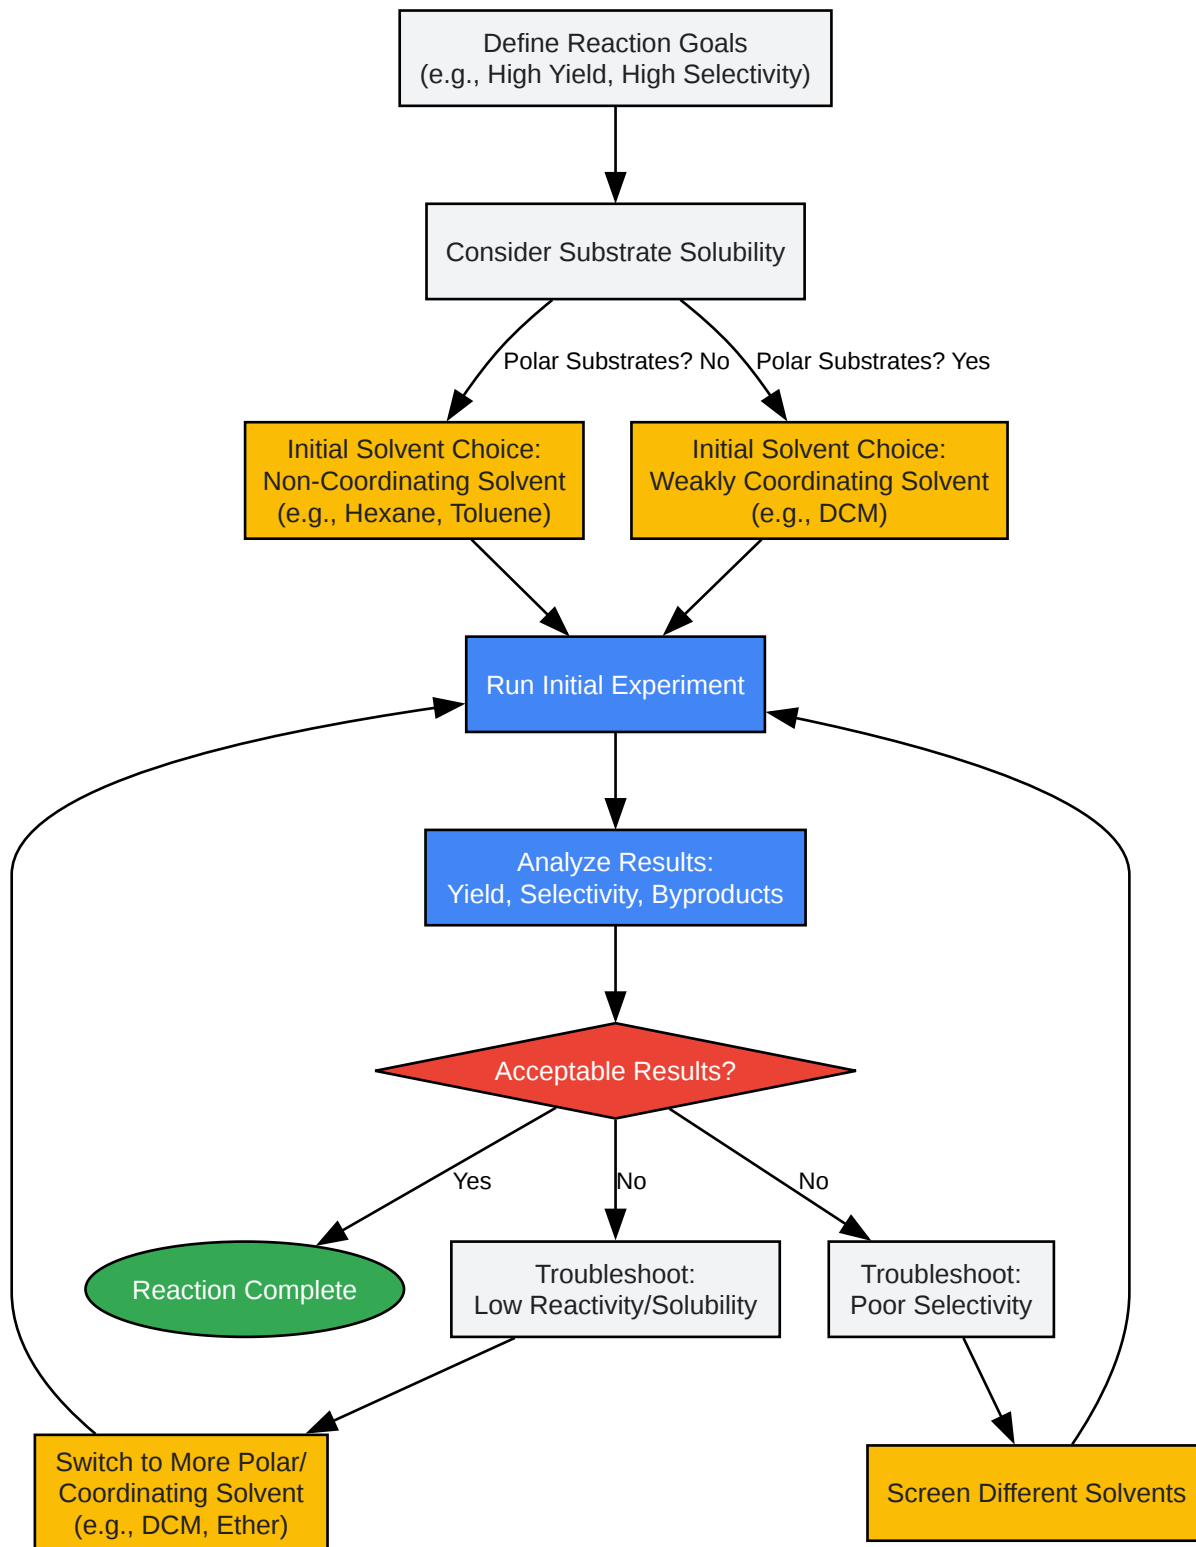 Define Reaction Goals
(e.g., High Yield, High Selectivity)
Consider Substrate Solubility
Polar Substrates? No
Polar Substrates? Yes
Initial Solvent Choice:
Non-Coordinating Solvent
(e.g., Hexane, Toluene)
Initial Solvent Choice:
Weakly Coordinating Solvent
(e.g., DCM)
Run Initial Experiment
Analyze Results:
Yield, Selectivity, Byproducts
Acceptable Results?
Yes
No
No
Reaction Complete
Troubleshoot:
Low Reactivity/Solubility
Troubleshoot:
Poor Selectivity
Switch to More Polar/
Coordinating Solvent
(e.g., DCM, Ether)
Screen Different Solvents